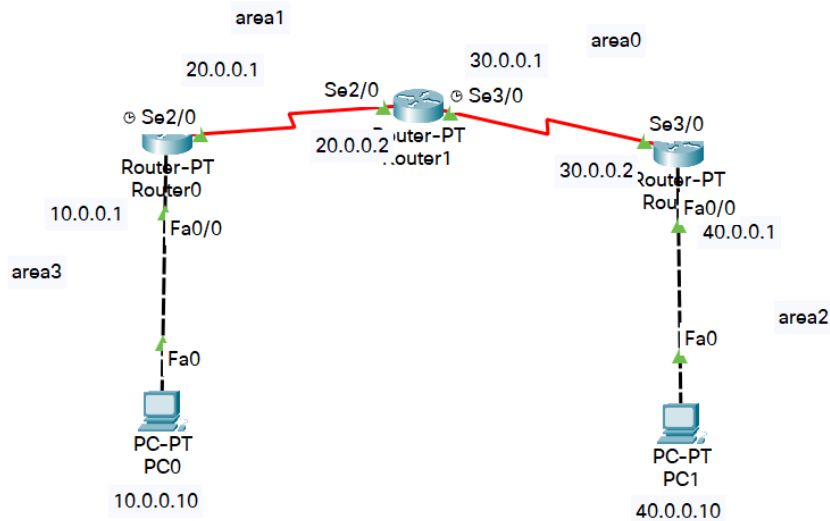 area1
area0
20.0.0.1
30.0.0.1
Se2/0
Se3/0
Se2/0
Se3/0
20.0.0.2
Router-PT
Router0
30.0.0.2
10.0.0.1
Fa0/0
Fa0/0
40.0.0.1
area3
area2
Fa0
Fa0
PC-PT
PC0
PC-PT
PC1
10.0.0.10
40.0.0.10